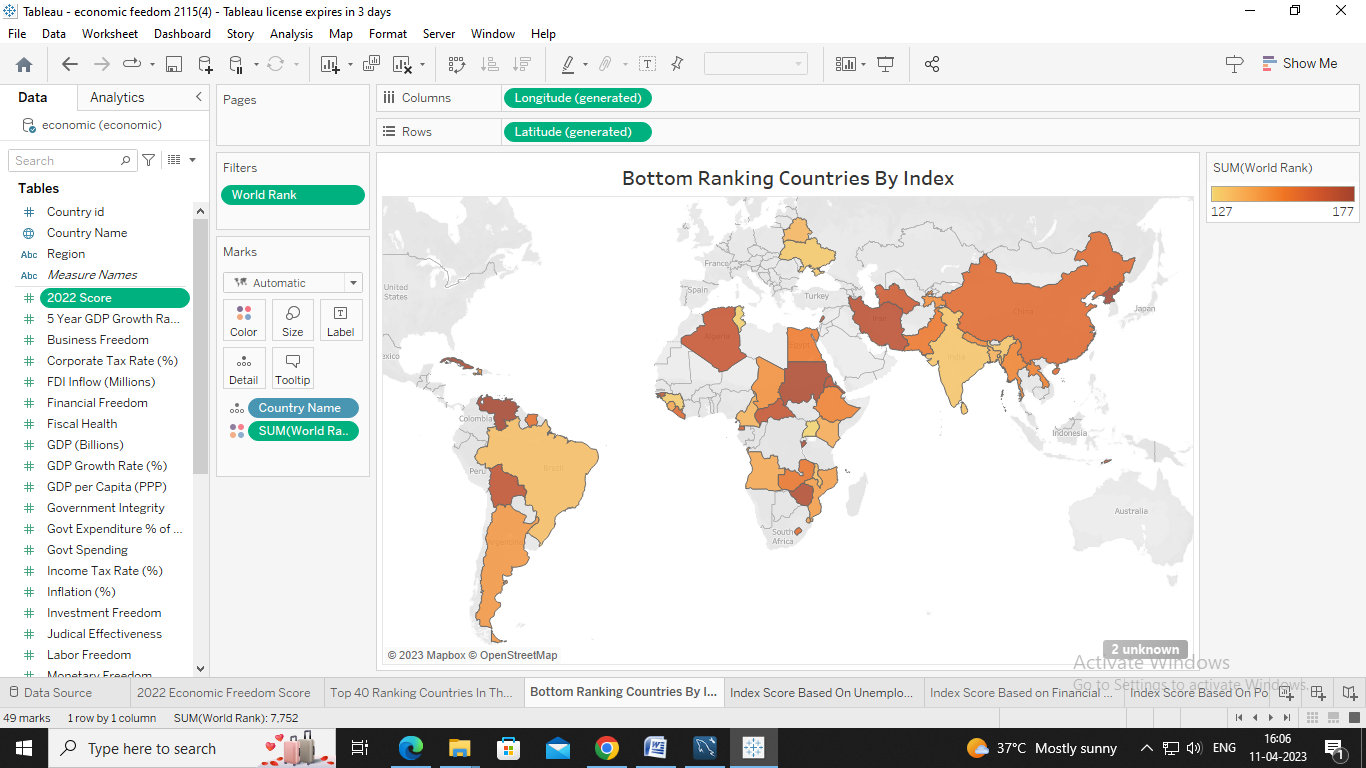 Tableau - economic feedom 2115(4) - Tableau license expires in 3 days
File Data Worksheet Dashboard Story Analysis Map Format Server Window Help
Show Me
Data Analytics
economic (economic)
Search
Tables
Country id
Country Name
Abc Region
Abc Measure Names
2022 Score
5 Year GDP Growth Ra...
Business Freedom
Corporate Tax Rate (%)
FDI Inflow (Millions)
Financial Freedom
Fiscal Health
GDP (Billions)
GDP Growth Rate (%)
GDP per Capita (PPP)
Government Integrity
Govt Expenditure % of ...
Govt Spending
Income Tax Rate (%)
Inflation (%)
Investment Freedom
Judical Effectiveness
Labor Freedom
Monetary Freedom
Pages
Filters
World Rank
Marks
Automatic
Color Size Label
Detail Tooltip
Country Name
SUM(World Ra..
Columns Longitude (generated)
Rows Latitude (generated)
Bottom Ranking Countries By Index
United
States
France
Spain
Turkey
Japan
China
Iran
Algeria
Egypt
India
Colombia
Indonesia
Peru
Brazil
Argentina
South
Africa
Australia
© 2023 Mapbox © OpenStreetMap
2 unknown
SUM(World Rank)
127 177
Activate Windows
Go to Settings to activate Windows.
Data Source 2022 Economic Freedom Score Top 40 Ranking Countries In Th... Bottom Ranking Countries By I... Index Score Based On Unemplo... Index Score Based on Financial ... Index Score Based On Po
49 marks 1 row by 1 column SUM(World Rank): 7,752
Type here to search
37°C Mostly sunny
ENG
16:06
11-04-2023
1